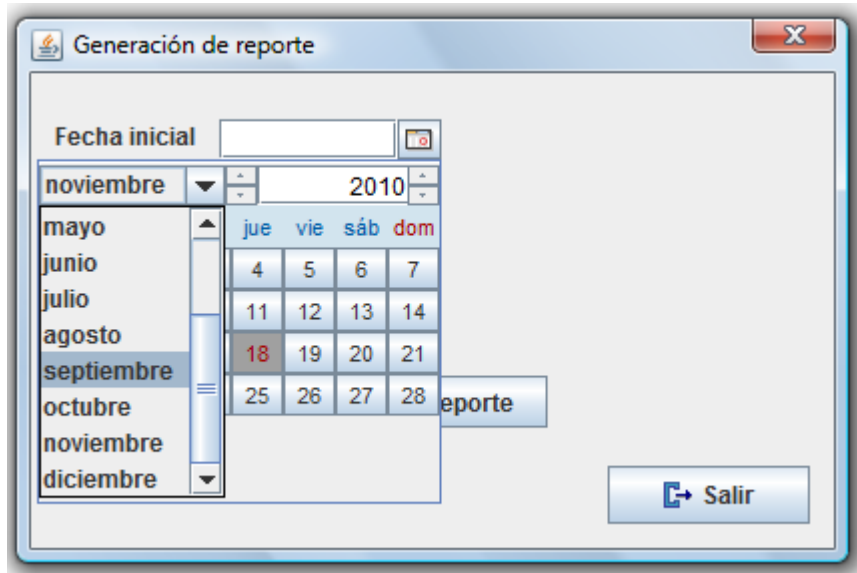 Generación de reporte
Fecha inicial
noviembre 2010
mayo jue vie sáb dom
junio 4 5 6 7
julio 11 12 13 14
agosto
septiembre 18 19 20 21
octubre 25 26 27 28 eporte
noviembre
diciembre
Salir